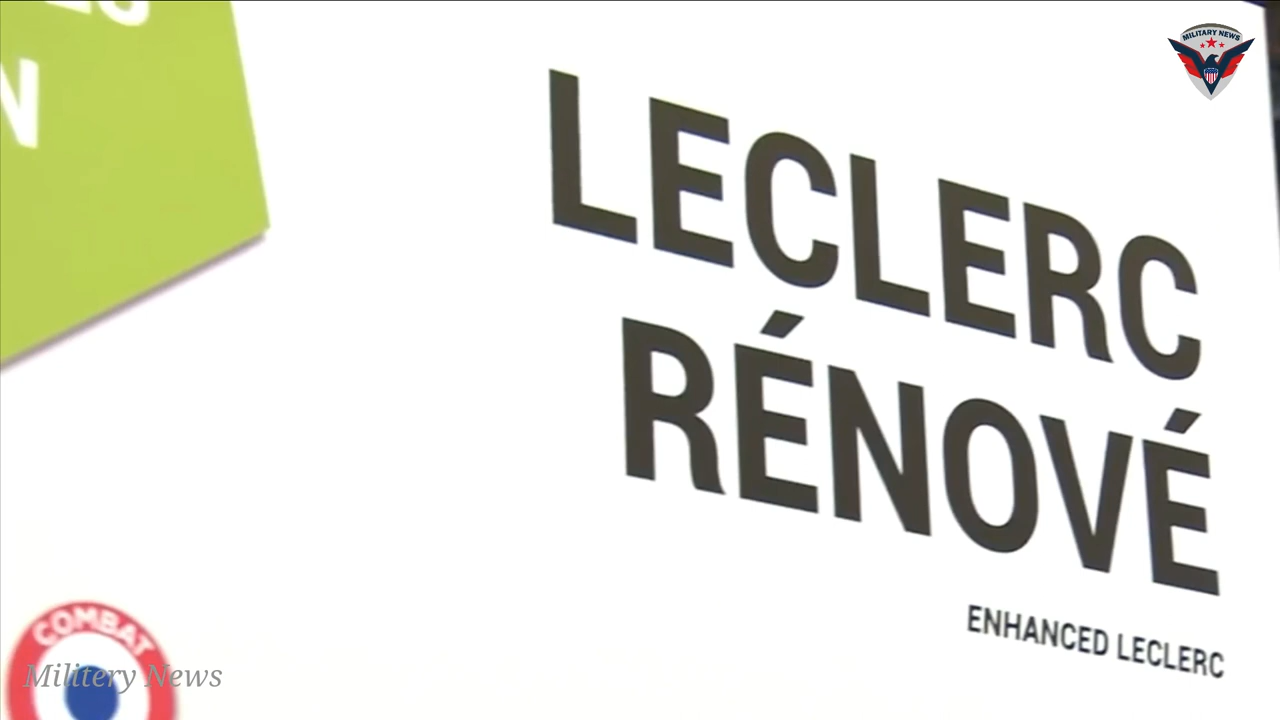 MILITARY NEWS
LECLERC
RÉNOVÉ
ENHANCED LECLERC
COMBAT
Militery News